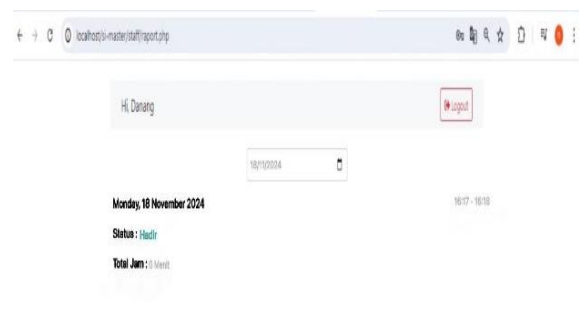 localhost/si-master/staff/raport.php
Hi, Danang
Logout
18/11/2024
Monday, 18 November 2024
16:17 - 16:18
Status : Hadir
Total Jam : 0 Menit